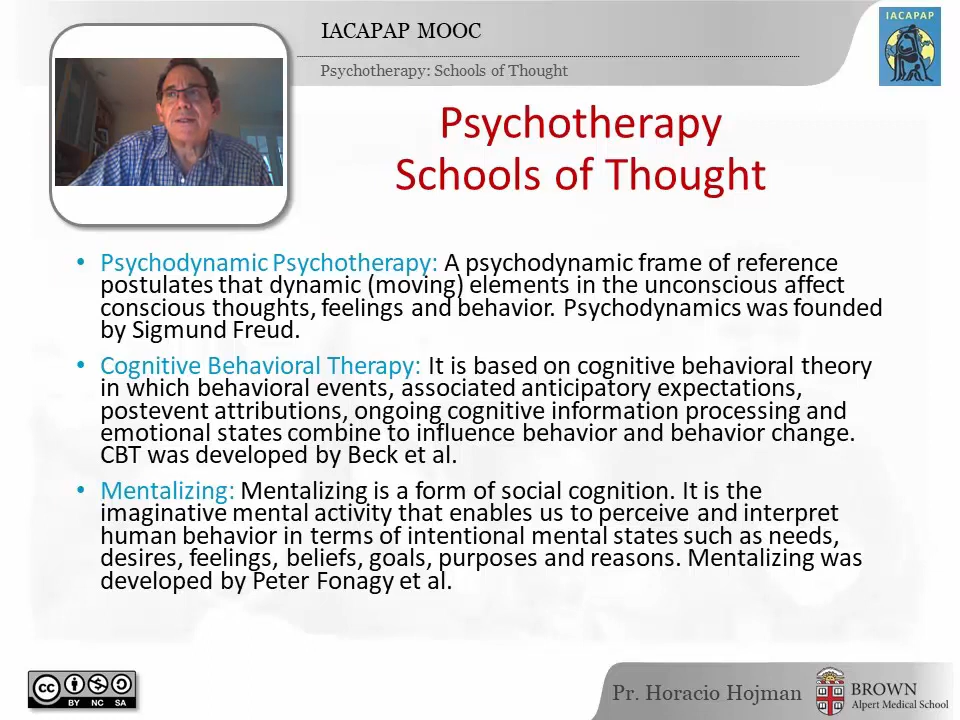 IACAPAP MOOC
IACAPAP
Psychotherapy: Schools of Thought
Psychotherapy
Schools of Thought
• Psychodynamic Psychotherapy: A psychodynamic frame of reference
postulates that dynamic (moving) elements in the unconscious affect
conscious thoughts, feelings and behavior. Psychodynamics was founded
by Sigmund Freud.
• Cognitive Behavioral Therapy: It is based on cognitive behavioral theory
in which behavioral events, associated anticipatory expectations,
postevent attributions, ongoing cognitive information processing and
emotional states combine to influence behavior and behavior change.
CBT was developed by Beck et al.
• Mentalizing: Mentalizing is a form of social cognition. It is the
imaginative mental activity that enables us to perceive and interpret
human behavior in terms of intentional mental states such as needs,
desires, feelings, beliefs, goals, purposes and reasons. Mentalizing was
developed by Peter Fonagy et al.
cc
BY NC SA
Pr. Horacio Hojman
BROWN
Alpert Medical School